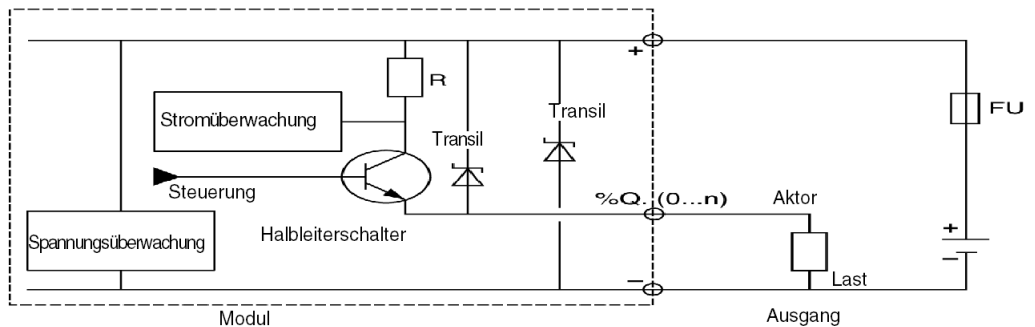 +
R
FU
Stromüberwachung
Transil
Transil
Steuerung
%Q. (0...n)
Aktor
Halbleiterschalter
Spannungsüberwachung
+
−
−
Last
Modul
Ausgang